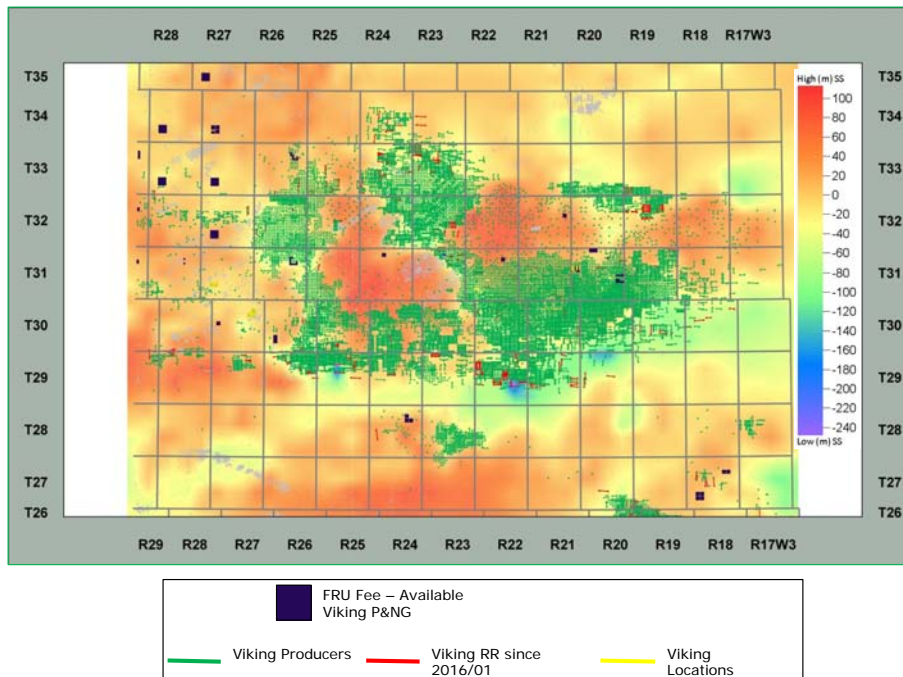 R28 R27 R26 R25 R24 R23 R22 R21 R20 R19 R18 R17W3
T35 High (m) SS T35
100
T34 80 T34
60
T33 40 T33
20
0
T32 -20 T32
-40
-60
T31 -80 T31
-100
-120
T30 -140 T30
-160
-180
T29 -200 T29
-220
-240
T28 Low (m) SS T28
T27 T27
T26 T26
R29 R28 R27 R26 R25 R24 R23 R22 R21 R20 R19 R18 R17W3
FRU Fee – Available
Viking P&NG
Viking Producers Viking RR since Viking
2016/01 Locations